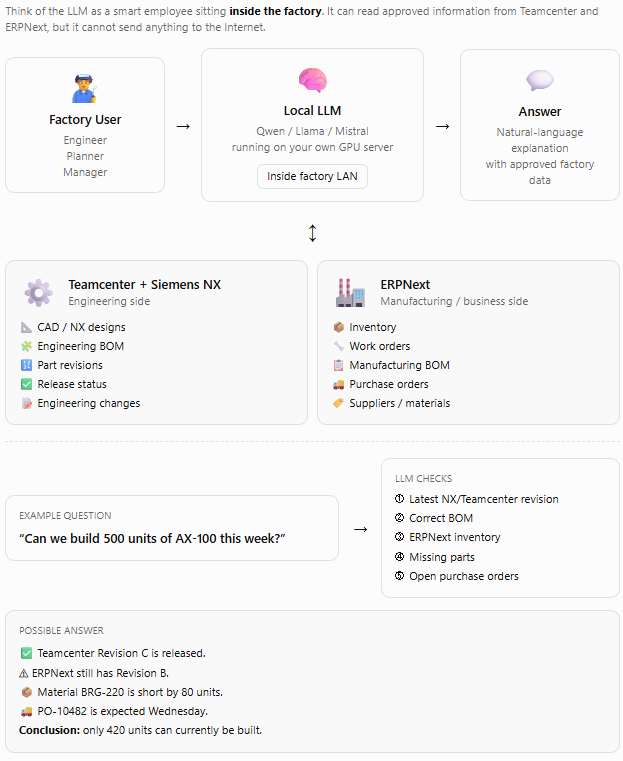 Think of the LLM as a smart employee sitting inside the factory. It can read approved information from Teamcenter and
ERPNext, but it cannot send anything to the Internet.
Factory User
Engineer
Planner
Manager
→
Local LLM
Qwen / Llama / Mistral
running on your own GPU server
Inside factory LAN
→
Answer
Natural-language
explanation
with approved factory
data
↕
Teamcenter + Siemens NX
Engineering side
CAD / NX designs
Engineering BOM
Part revisions
Release status
Engineering changes
ERPNext
Manufacturing / business side
Inventory
Work orders
Manufacturing BOM
Purchase orders
Suppliers / materials
EXAMPLE QUESTION
“Can we build 500 units of AX-100 this week?”
→
LLM CHECKS
① Latest NX/Teamcenter revision
② Correct BOM
③ ERPNext inventory
④ Missing parts
⑤ Open purchase orders
POSSIBLE ANSWER
✅ Teamcenter Revision C is released.
⚠ ERPNext still has Revision B.
📦 Material BRG-220 is short by 80 units.
🚚 PO-10482 is expected Wednesday.
Conclusion: only 420 units can currently be built.